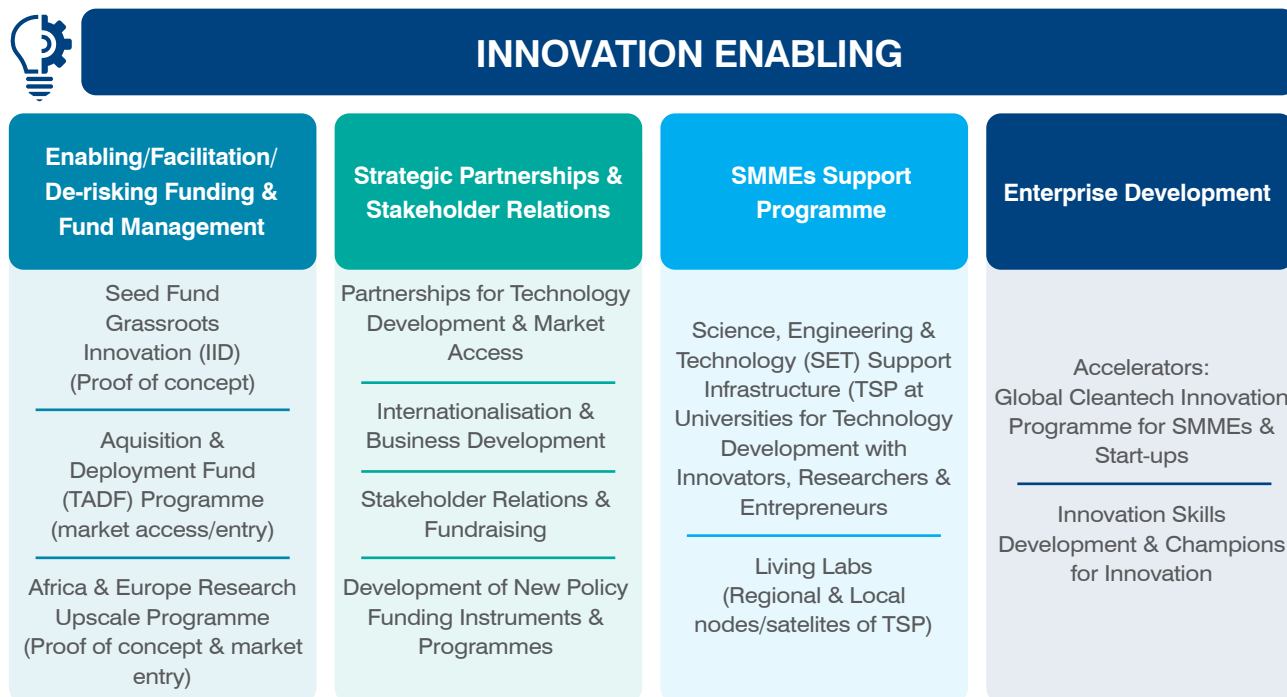 INNOVATION ENABLING
Enabling/Facilitation/
De-risking Funding &
Fund Management
Seed Fund
Grassroots
Innovation (IID)
(Proof of concept)
Aquisition &
Deployment Fund
(TADF) Programme
(market access/entry)
Africa & Europe Research
Upscale Programme
(Proof of concept & market
entry)
Strategic Partnerships &
Stakeholder Relations
Partnerships for Technology
Development & Market
Access
Internationalisation &
Business Development
Stakeholder Relations &
Fundraising
Development of New Policy
Funding Instruments &
Programmes
SMMEs Support
Programme
Science, Engineering &
Technology (SET) Support
Infrastructure (TSP at
Universities for Technology
Development with
Innovators, Researchers &
Entrepreneurs
Living Labs
(Regional & Local
nodes/satelites of TSP)
Enterprise Development
Accelerators:
Global Cleantech Innovation
Programme for SMMEs &
Start-ups
Innovation Skills
Development & Champions
for Innovation